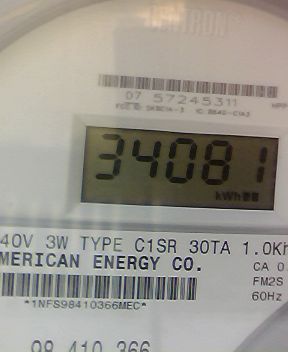 CENTRON®
07 57245311
34081
kWh
40V 3W TYPE C1SR 30TA 1.0Kh
MERICAN ENERGY CO.
CA 0.
FM2S
60Hz
*1NFS98410366MEC*
98 410 366